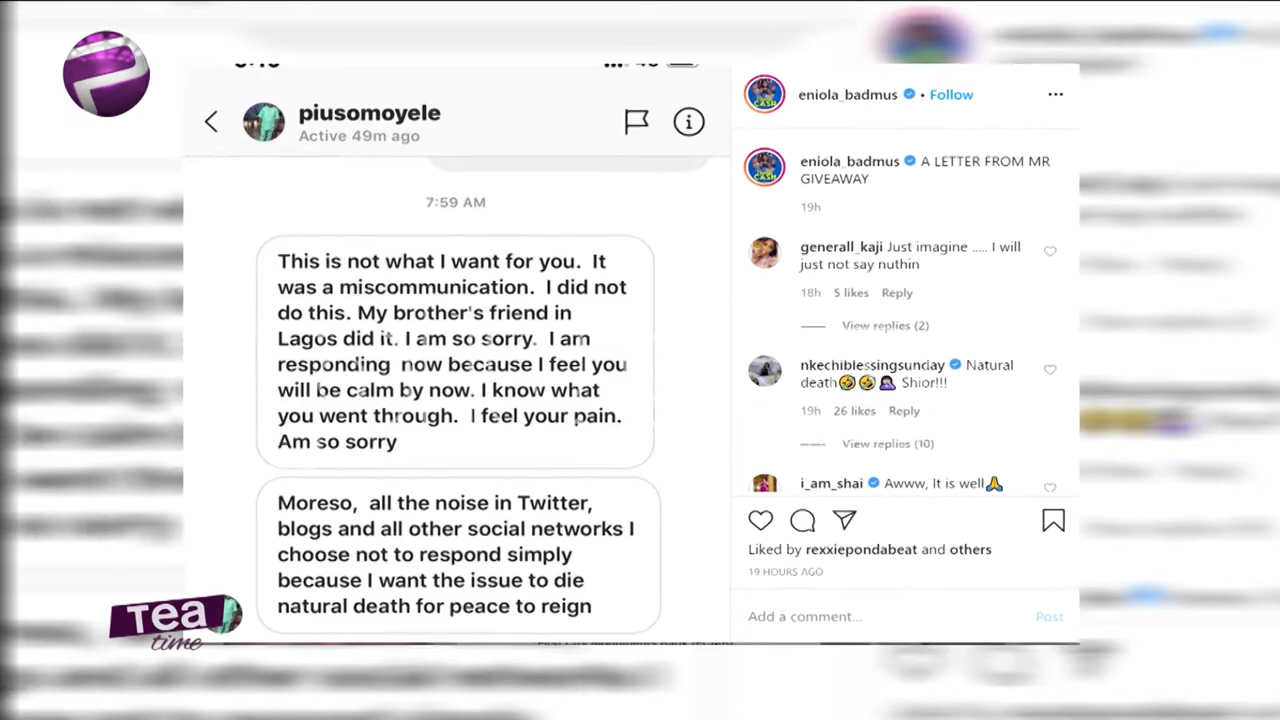 piusomoyele
Active 49m ago
7:59 AM
This is not what I want for you. It
was a miscommunication. I did not
do this. My brother's friend in
Lagos did it. I am so sorry. I am
responding now because I feel you
will be calm by now. I know what
you went through. I feel your pain.
Am so sorry
Moreso, all the noise in Twitter,
blogs and all other social networks I
choose not to respond simply
because I want the issue to die
natural death for peace to reign
eniola_badmus • Follow
eniola_badmus A LETTER FROM MR
GIVEAWAY
19h
generall_kaji Just imagine ..... I will
just not say nuthin
18h 5 likes Reply
View replies (2)
nkechiblessingsunday Natural
death🤣🤣🤦🏻‍♀️ Shior!!!
19h 26 likes Reply
View replies (10)
i_am_shai Awww, It is well🙏
Liked by rexxiepondabeat and others
19 HOURS AGO
Add a comment... Post
Tea
time